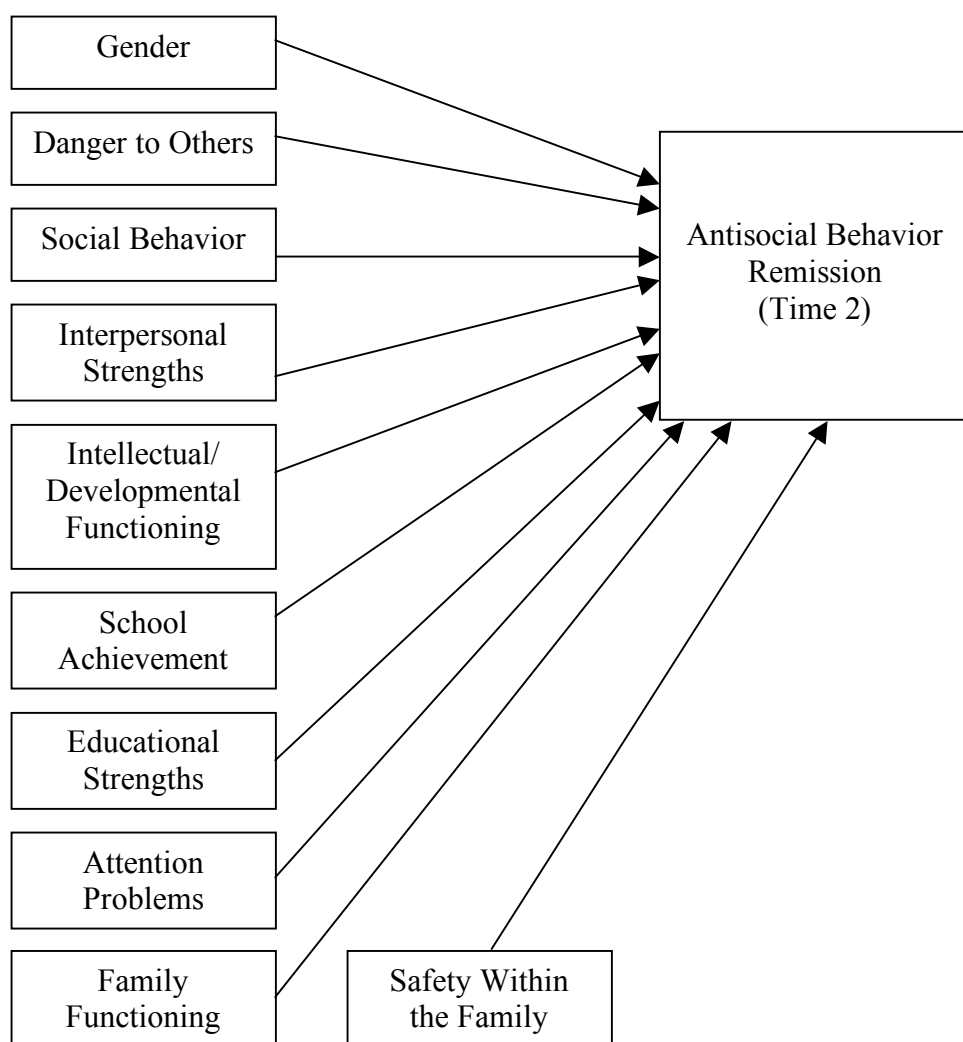 Gender
Danger to Others
Social Behavior
Interpersonal
Strengths
Intellectual/
Developmental
Functioning
School
Achievement
Educational
Strengths
Attention
Problems
Family
Functioning
Safety Within
the Family
Antisocial Behavior
Remission
(Time 2)